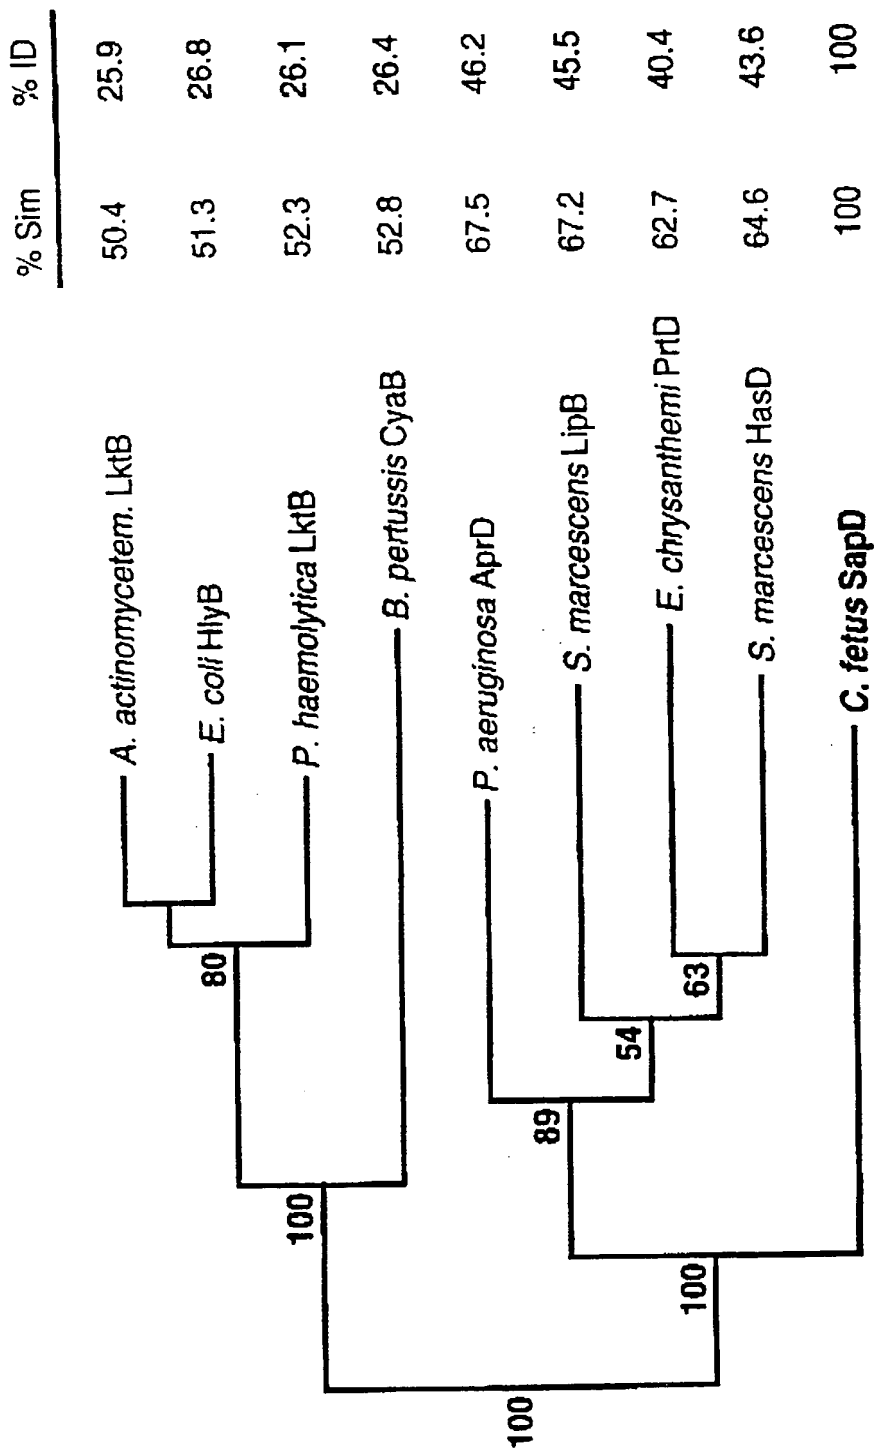 % Sim % ID
A. actinomycetem. LktB 50.4 25.9
E. coli HlyB 51.3 26.8
P. haemolytica LktB 52.3 26.1
B. pertussis CyaB 52.8 26.4
P. aeruginosa AprD 67.5 46.2
S. marcescens LipB 67.2 45.5
E. chrysanthemi PrtD 62.7 40.4
S. marcescens HasD 64.6 43.6
C. fetus SapD 100 100
80
100
89
54
63
100
100